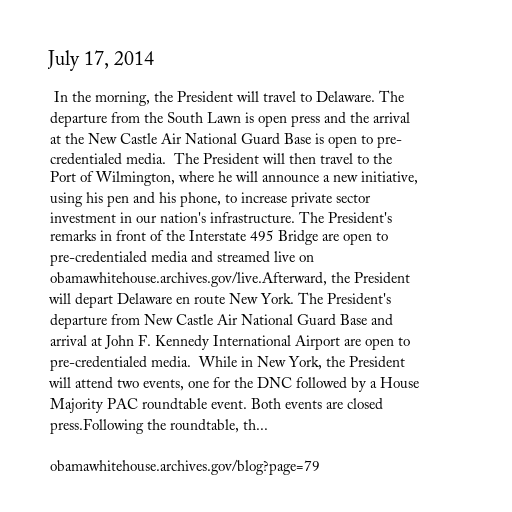 July 17, 2014
In the morning, the President will travel to Delaware. The
departure from the South Lawn is open press and the arrival
at the New Castle Air National Guard Base is open to pre-
credentialed media.  The President will then travel to the
Port of Wilmington, where he will announce a new initiative,
using his pen and his phone, to increase private sector
investment in our nation's infrastructure. The President's
remarks in front of the Interstate 495 Bridge are open to
pre-credentialed media and streamed live on
obamawhitehouse.archives.gov/live.Afterward, the President
will depart Delaware en route New York. The President's
departure from New Castle Air National Guard Base and
arrival at John F. Kennedy International Airport are open to
pre-credentialed media.  While in New York, the President
will attend two events, one for the DNC followed by a House
Majority PAC roundtable event. Both events are closed
press.Following the roundtable, th...
obamawhitehouse.archives.gov/blog?page=79